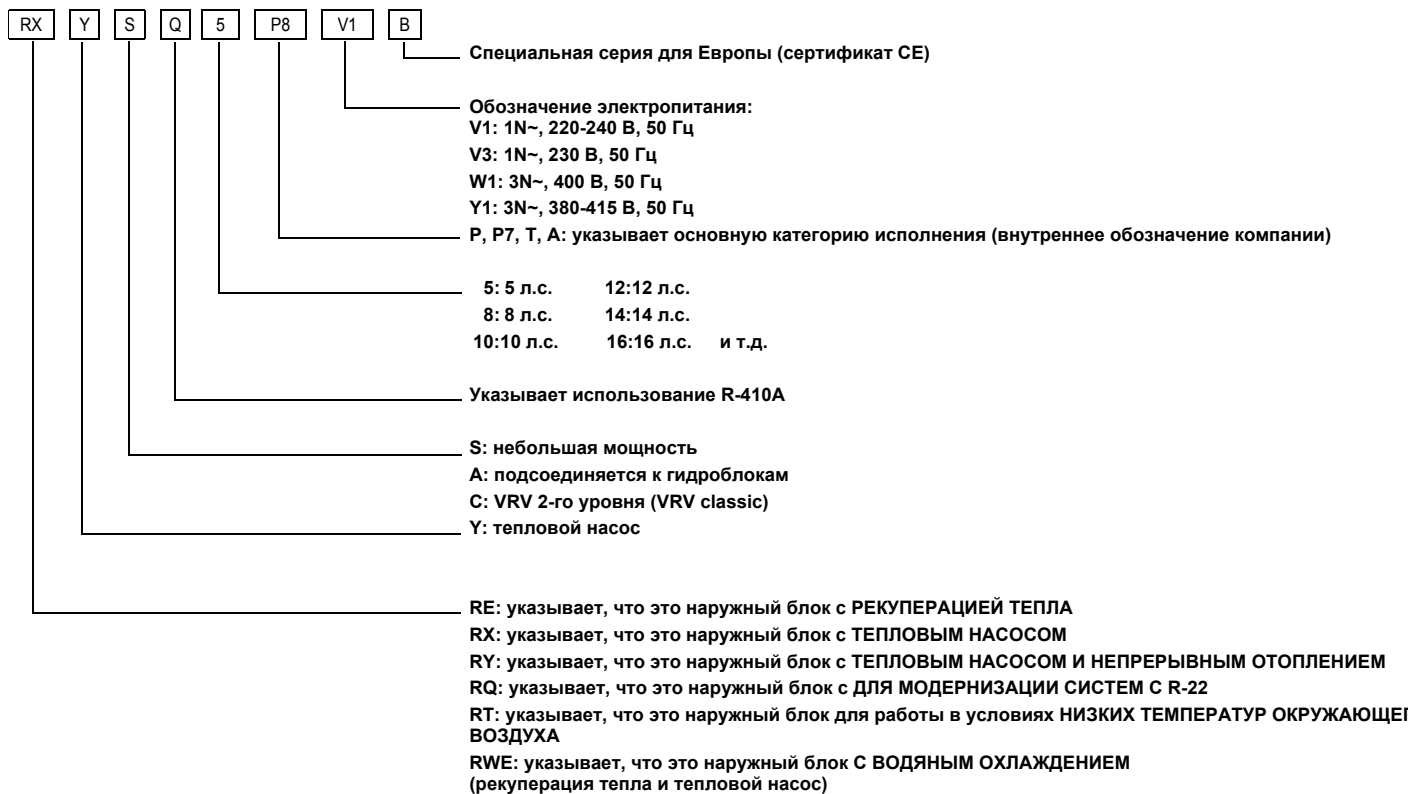 RX Y S Q 5 P8 V1 B
Специальная серия для Европы (сертификат CE)
Обозначение электропитания:
V1: 1N~, 220-240 В, 50 Гц
V3: 1N~, 230 В, 50 Гц
W1: 3N~, 400 В, 50 Гц
Y1: 3N~, 380-415 В, 50 Гц
P, P7, T, A: указывает основную категорию исполнения (внутреннее обозначение компании)
5: 5 л.с. 12:12 л.с.
8: 8 л.с. 14:14 л.с.
10:10 л.с. 16:16 л.с. и т.д.
Указывает использование R-410A
S: небольшая мощность
A: подсоединяется к гидроблокам
C: VRV 2-го уровня (VRV classic)
Y: тепловой насос
RE: указывает, что это наружный блок с РЕКУПЕРАЦИЕЙ ТЕПЛА
RX: указывает, что это наружный блок с ТЕПЛОВЫМ НАСОСОМ
RY: указывает, что это наружный блок с ТЕПЛОВЫМ НАСОСОМ И НЕПРЕРЫВНЫМ ОТОПЛЕНИЕМ
RQ: указывает, что это наружный блок с ДЛЯ МОДЕРНИЗАЦИИ СИСТЕМ С R-22
RT: указывает, что это наружный блок для работы в условиях НИЗКИХ ТЕМПЕРАТУР
ВОЗДУХА
RWE: указывает, что это наружный блок С ВОДЯНЫМ ОХЛАЖДЕНИЕМ
(рекуперация тепла и тепловой насос)